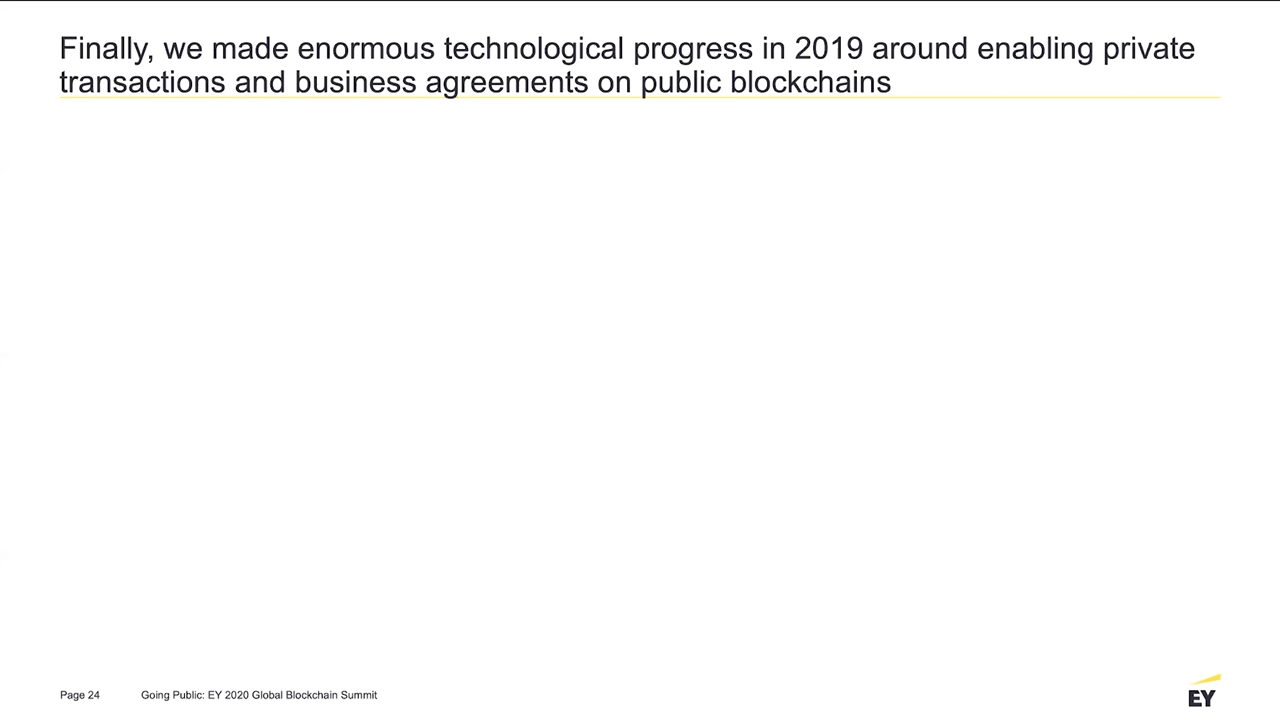 Finally, we made enormous technological progress in 2019 around enabling private
transactions and business agreements on public blockchains
Page 24 Going Public: EY 2020 Global Blockchain Summit
EY